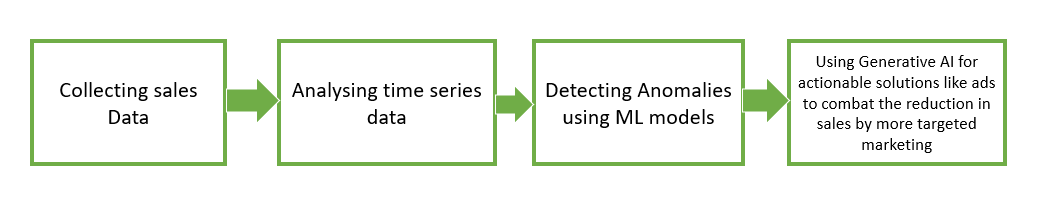 Collecting sales
Data
Analysing time series
data
Detecting Anomalies
using ML models
Using Generative AI for
actionable solutions like ads
to combat the reduction in
sales by more targeted
marketing